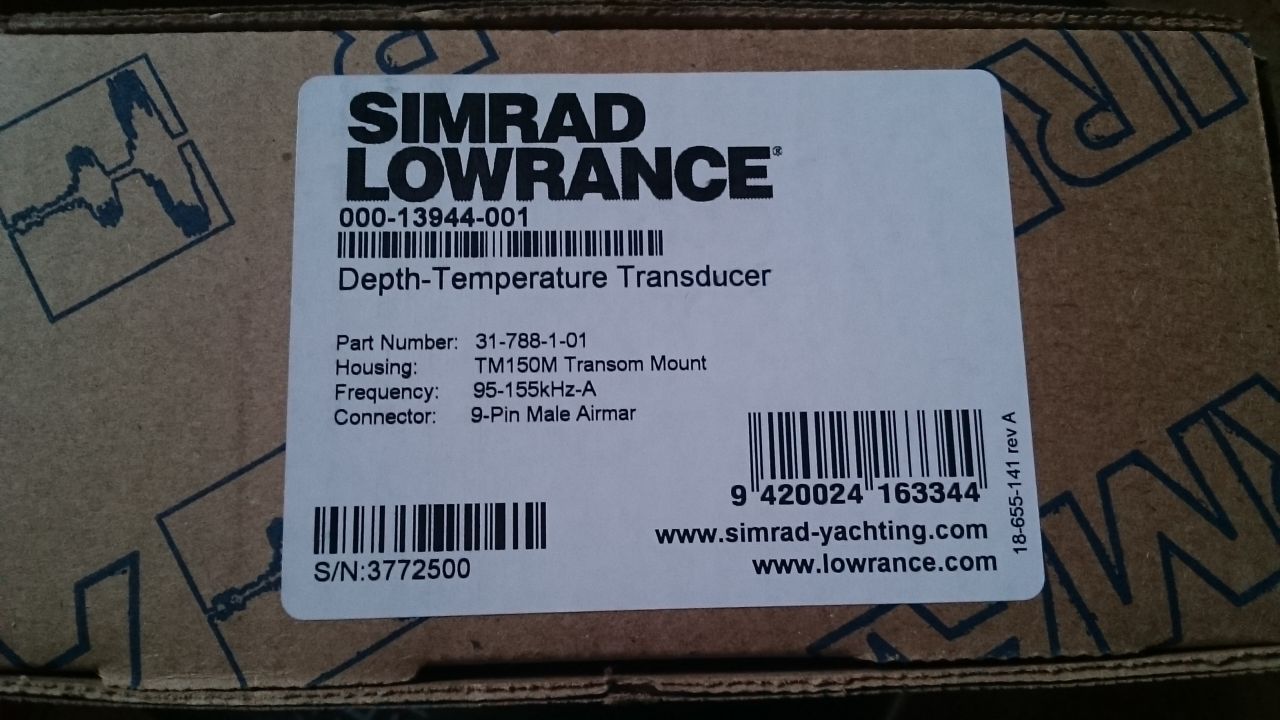 SIMRAD
LOWRANCE®
000-13944-001
Depth-Temperature Transducer
Part Number: 31-788-1-01
Housing: TM150M Transom Mount
Frequency: 95-155kHz-A
Connector: 9-Pin Male Airmar
9 420024 163344
www.simrad-yachting.com
www.lowrance.com
18-655-141 rev A
S/N:3772500